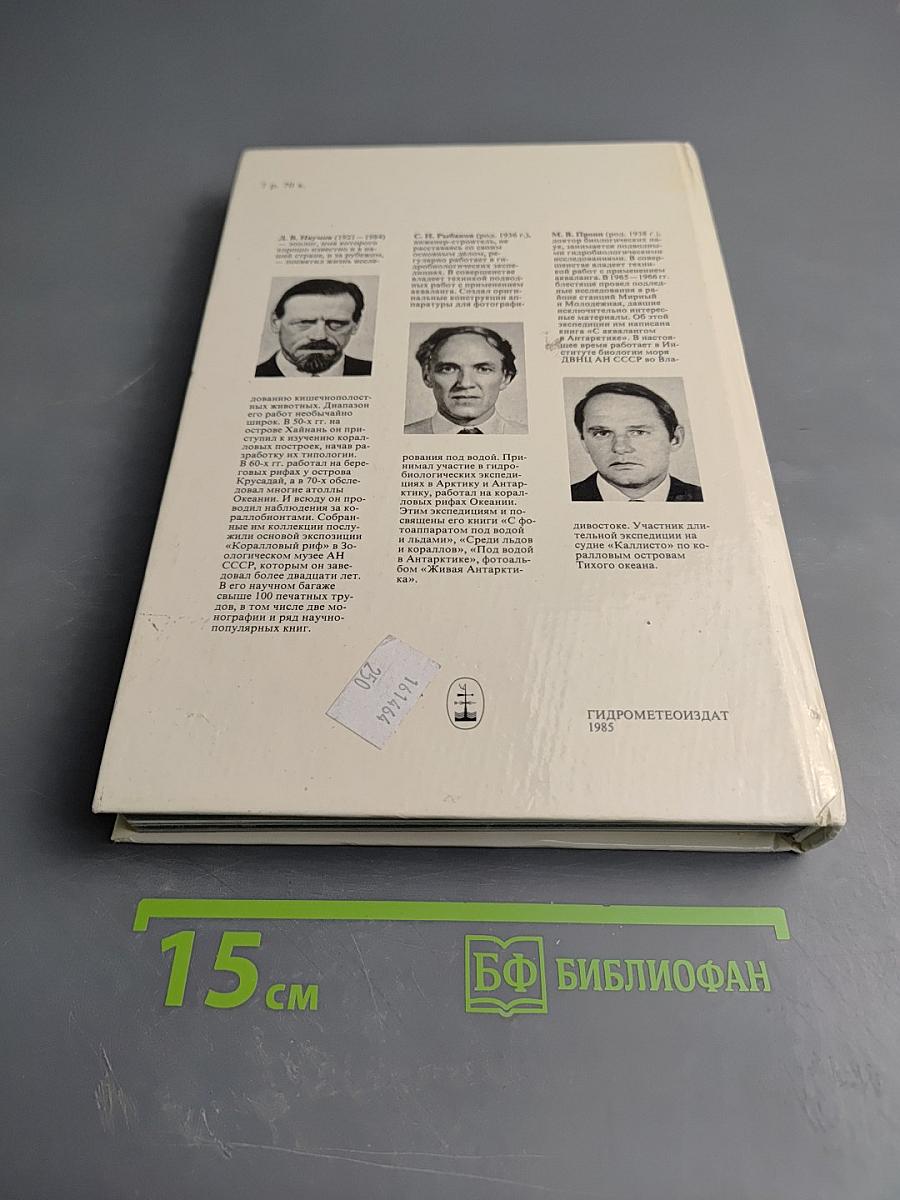 7 р. 70 к.
Д. В. Наумов (1921—1984)
— зоолог, имя которого
хорошо известно и в на-
шей стране, и за рубежом,
— посвятил жизнь иссле-
дованию кишечнополост-
ных животных. Диапазон
его работ необычайно
широк. В 50-х гг. на
острове Хайнань он при-
ступил к изучению корал-
ловых построек, начав ра-
зработку их типологии.
В 60-х гг. работал на бере-
говых рифах у острова
Крусадай, а в 70-х обсле-
довал многие атоллы
Океании. И всюду он про-
водил наблюдения за ко-
раллобионтами. Собран-
ные им коллекции послу-
жили основой экспозиции
«Коралловый риф» в Зо-
ологическом музее АН
СССР, которым он заве-
довал более двадцати лет.
В его научном багаже
свыше 100 печатных тру-
дов, в том числе две мо-
нографии и ряд научно-
популярных книг.
С. Н. Рыбаков (род. 1936 г.),
инженер-строитель, не
расставаясь со своим
основным делом, ре-
гулярно работает в ги-
дробиологических экспе-
дициях. В совершенстве
владеет техникой подвод-
ных работ с применением
акваланга. Создал ориги-
нальные конструкции ап-
паратуры для фотографи-
рования под водой. При-
нимал участие в гидро-
биологических экспеди-
циях в Арктику и Антар-
ктику, работал на корал-
ловых рифах Океании.
Этим экспедициям и по-
священы его книги «С фо-
тоаппаратом под водой
и льдами», «Среди льдов
и кораллов», «Под водой
в Антарктике», фотоаль-
бом «Живая Антаркти-
ка».
М. В. Пропп (род. 1938 г.),
доктор биологических на-
ук, занимается подводны-
ми гидробиологическими
исследованиями. В совер-
шенстве владеет техни-
кой работ с применением
акваланга. В 1965—1966 гг.
блестяще провел подлед-
ные исследования в ра-
йоне станций Мирный
и Молодежная, давшие
исключительно интерес-
ные материалы. Об этой
экспедиции им написана
книга «С аквалангом
в Антарктике». В настоя-
щее время работает в Ин-
ституте биологии моря
ДВНЦ АН СССР во Вла-
дивостоке. Участник дли-
тельной экспедиции на
судне «Каллисто» по ко-
ралловым островам
Тихого океана.
161464
250
ГИДРОМЕТЕОИЗДАТ
1985
15 см
БФ БИБЛИОФАН